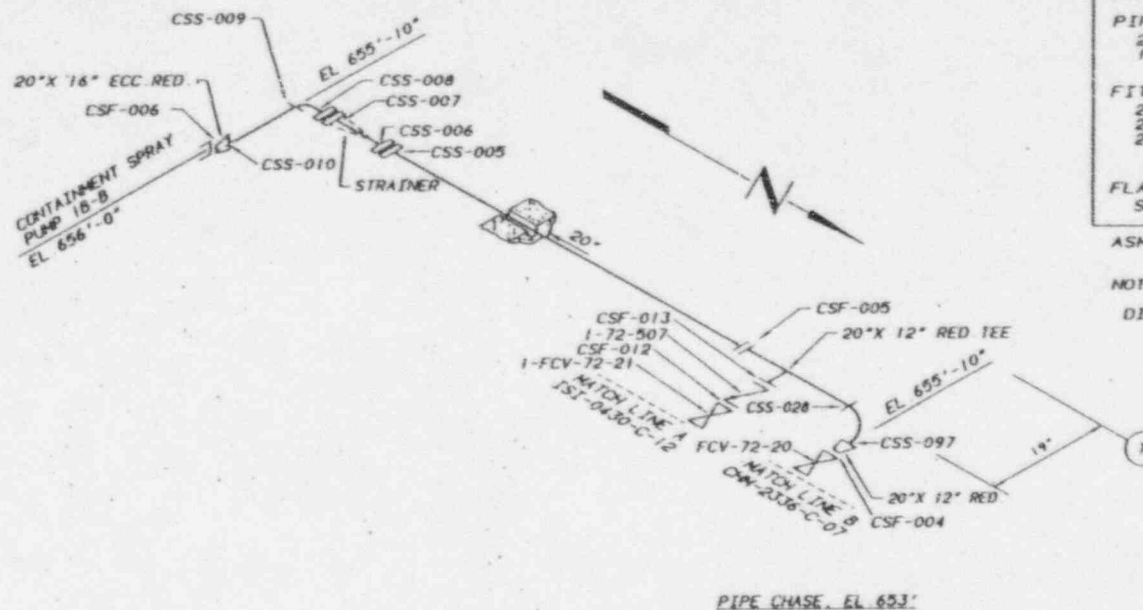 CSS-009
EL 655'-10"
20"X 16" ECC.RED.
CSS-008
CSS-007
CSF-006
CSS-006
CSS-005
CSS-010
STRAINER
CONTAINMENT SPRAY
PUMP 1B-B
EL 656'-0"
N
20"
CSF-005
CSF-013
1-72-507
20"X 12" RED TEE
CSF-012
1-FCV-72-21
MATCH LINE A
ISI-0430-C-12
CSS-028
EL 655'-10"
FCV-72-20
CSS-097
19"
MATCH LINE B
CHM-2336-C-07
20"X 12" RED
CSF-004
PIPE CHASE, EL 653'
PIP
FIT
FLA
S
ASM
NOT
DI